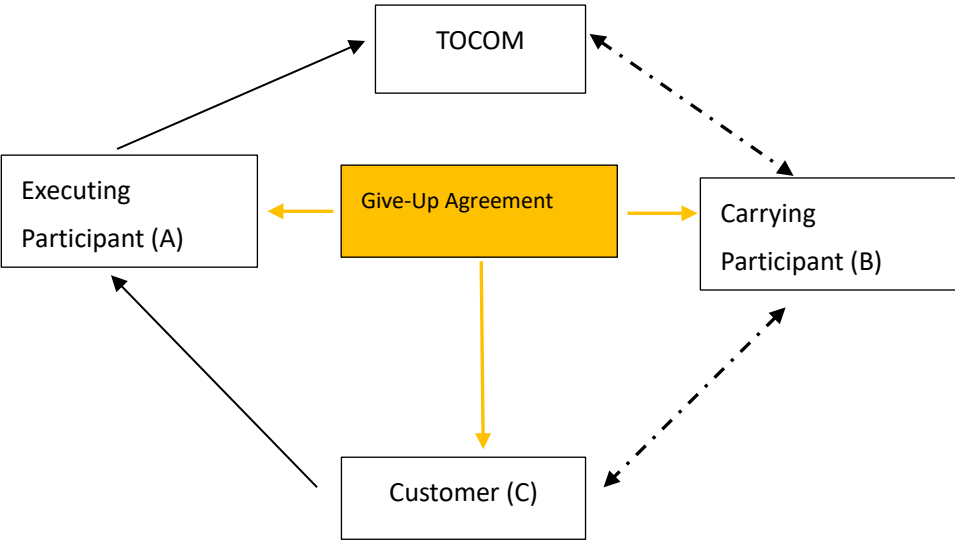 TOCOM
Executing
Participant (A)
Give-Up Agreement
Carrying
Participant (B)
Customer (C)